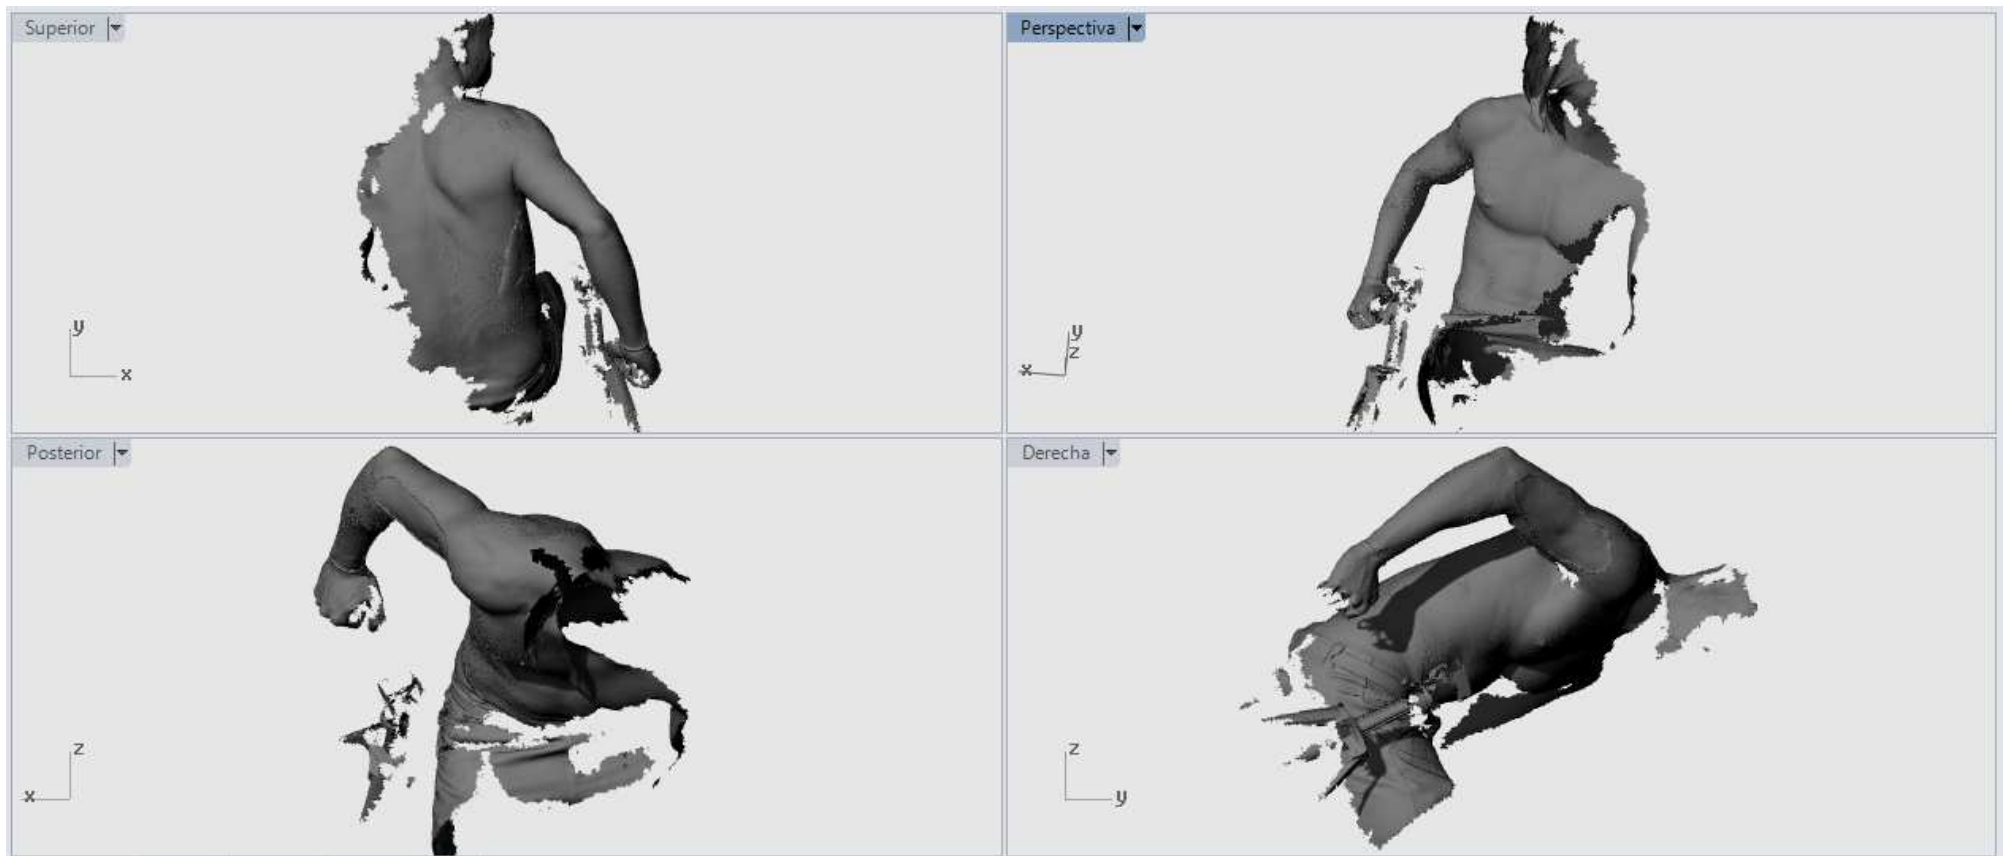 Superior
Perspectiva
y
x
y
z
x
Posterior
Derecha
z
x
z
y